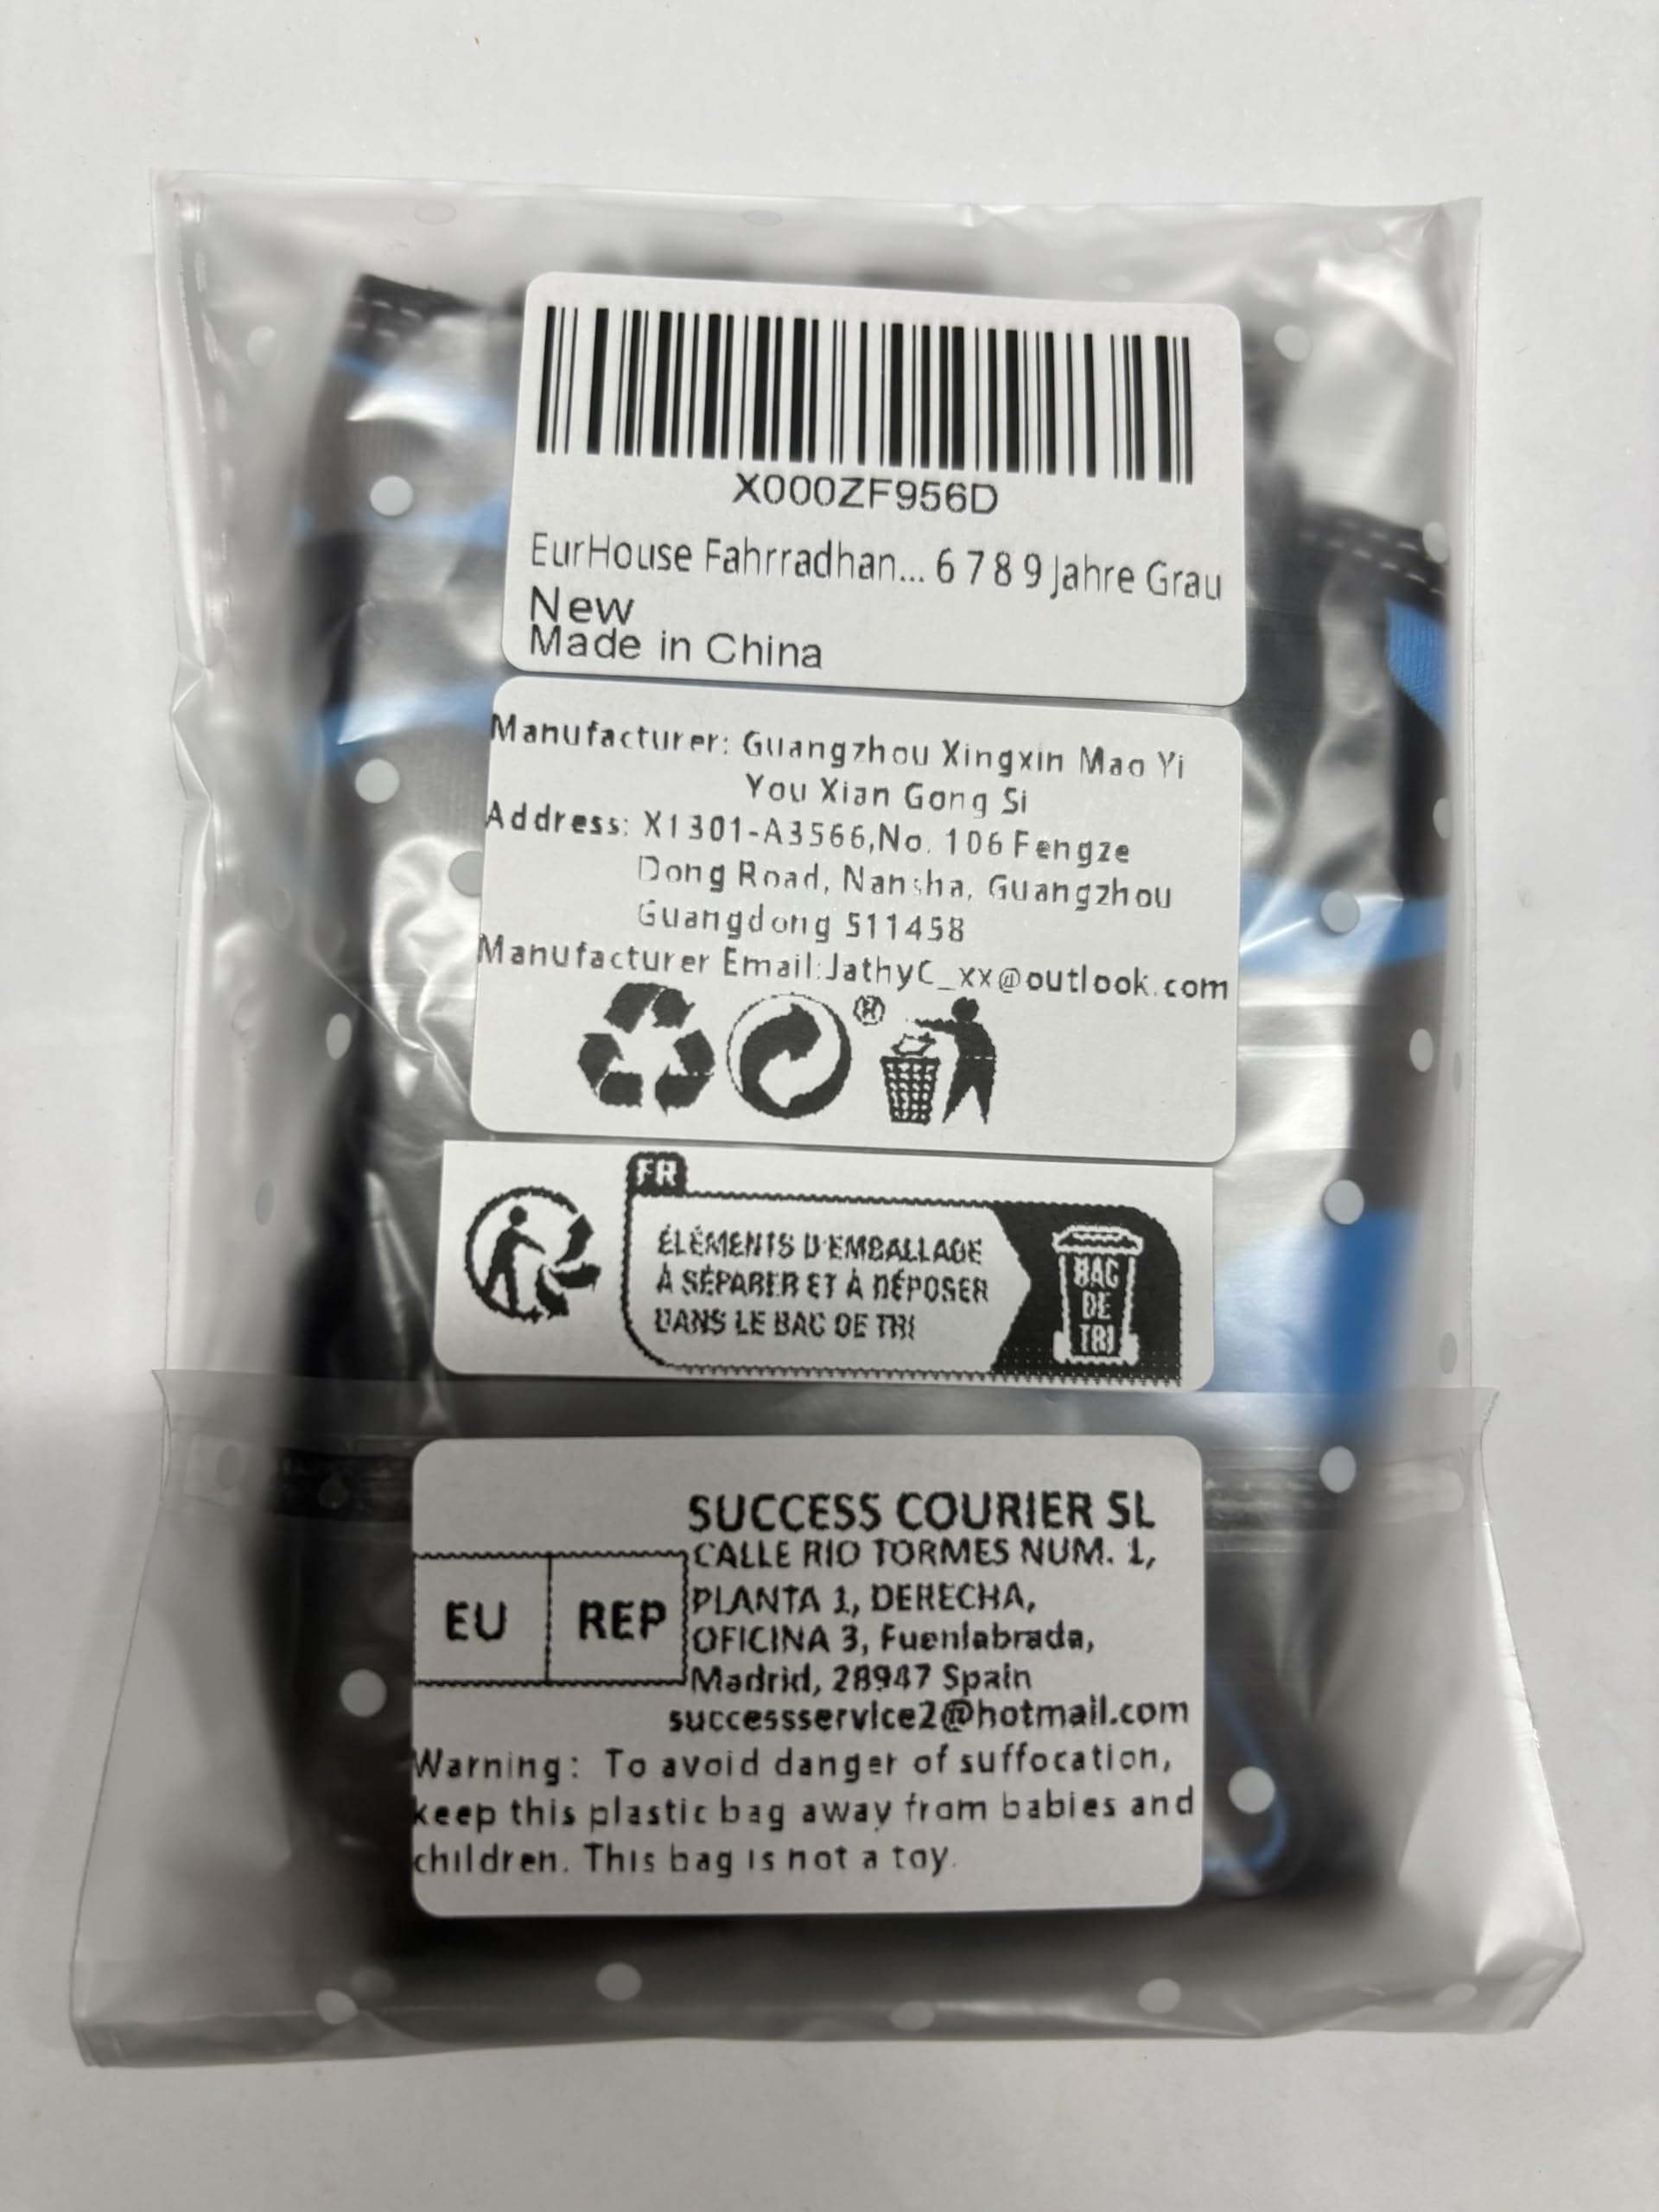 X000ZF956D
EurHouse Fahrradhan... 6 7 8 9 Jahre Grau
New
Made in China
Manufacturer: Guangzhou Xingxin Mao Yi
You Xian Gong Si
Address: X1301-A3566,No. 106 Fengze
Dong Road, Nansha, Guangzhou
Guangdong 511458
Manufacturer Email:JathyC_xx@outlook.com
®
FR
ÉLÉMENTS D'EMBALLAGE
À SÉPARER ET À DÉPOSER
DANS LE BAC DE TRI
BAC
DE
TRI
SUCCESS COURIER SL
CALLE RIO TORMES NUM. 1,
PLANTA 1, DERECHA,
OFICINA 3, Fuenlabrada,
Madrid, 28947 Spain
successservice2@hotmail.com
EU REP
Warning: To avoid danger of suffocation,
keep this plastic bag away from babies and
children. This bag is not a toy.